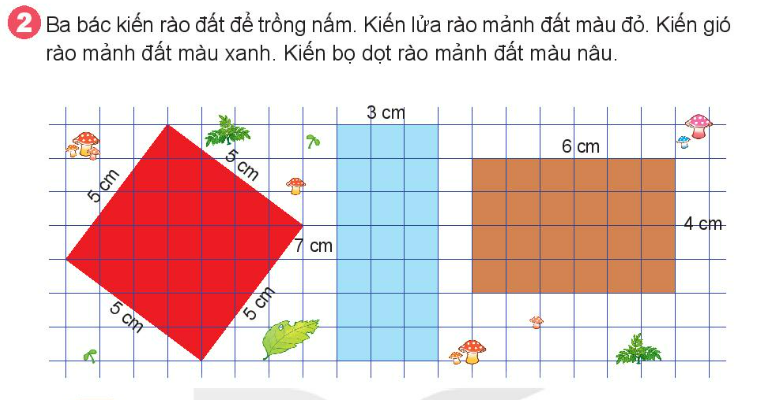 2 Ba bác kiến rào đất để trồng nấm. Kiến lửa rào mảnh đất màu đỏ. Kiến gió
rào mảnh đất màu xanh. Kiến bọ dọt rào mảnh đất màu nâu.
3 cm
6 cm
5 cm
5 cm
4 cm
7 cm
5 cm
5 cm